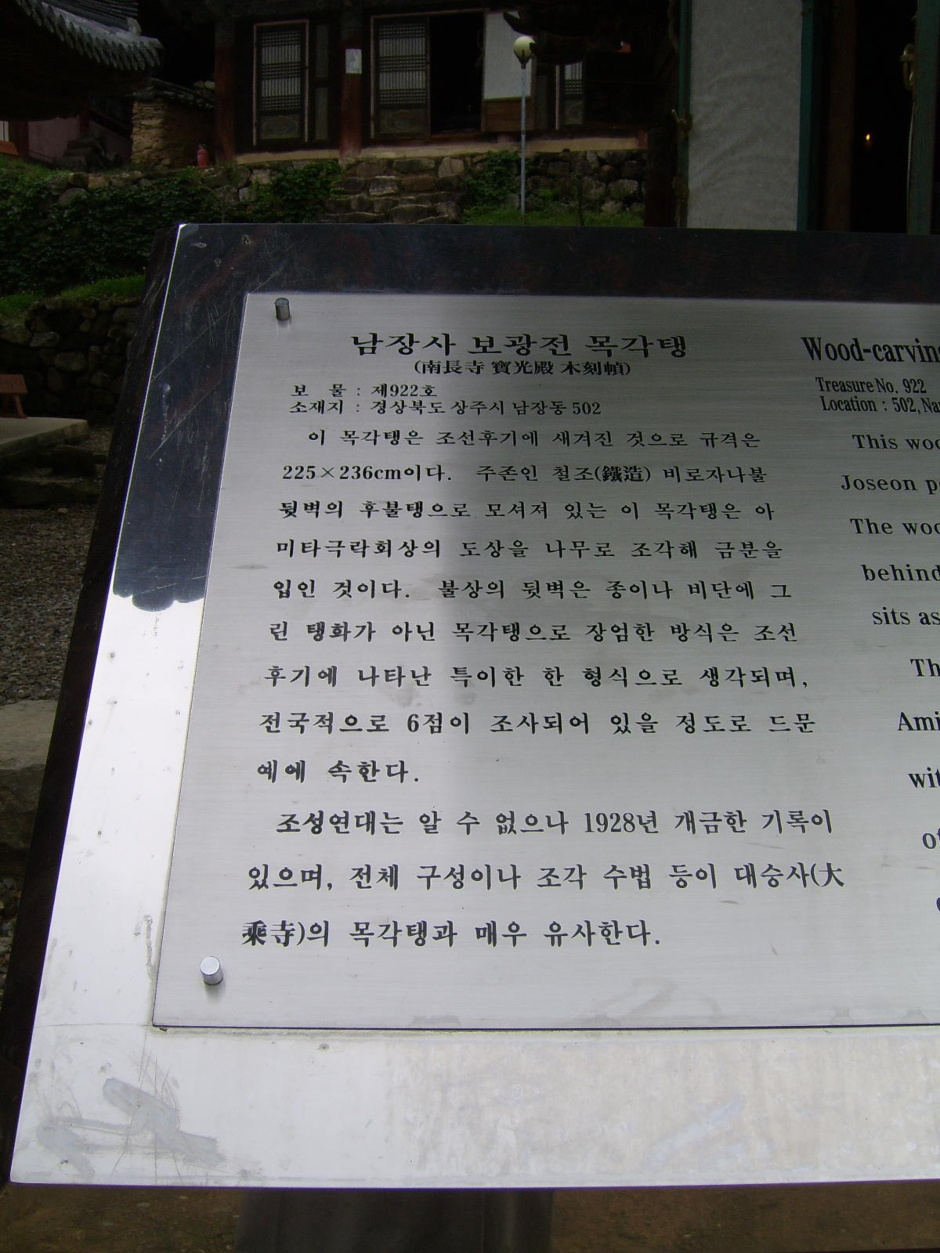 남장사 보광전 목각탱
(南長寺 寶光殿 木刻幀)
보 물 : 제922호
소재지 : 경상북도 상주시 남장동 502
이 목각탱은 조선후기에 새겨진 것으로 규격은
225×236cm이다. 주존인 철조(鐵造) 비로자나불
뒷벽의 후불탱으로 모셔져 있는 이 목각탱은 아
미타극락회상의 도상을 나무로 조각해 금분을
입인 것이다. 불상의 뒷벽은 종이나 비단에 그
린 탱화가 아닌 목각탱으로 장엄한 방식은 조선
후기에 나타난 특이한 한 형식으로 생각되며,
전국적으로 6점이 조사되어 있을 정도로 드문
예에 속한다.
조성연대는 알 수 없으나 1928년 개금한 기록이
있으며, 전체 구성이나 조각 수법 등이 대승사(大
乘寺)의 목각탱과 매우 유사한다.
Wood-carving
Treasure No. 922
Location : 502, Na
This woo
Joseon p
The woo
behind
sits as
Th
Ami
wit
of